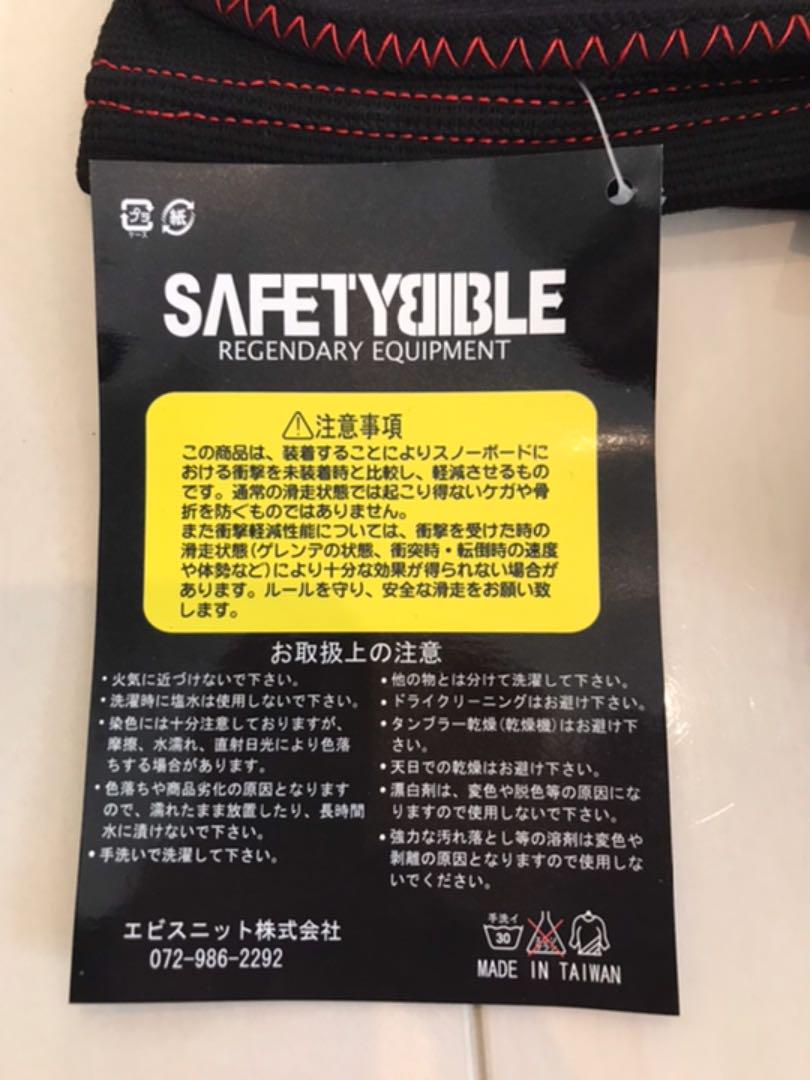 プラ
紙
ケース
SAFETYBIBLE
REGENDARY EQUIPMENT
注意事項
この商品は、装着することによりスノーボードに
おける衝撃を未装着時と比較し、軽減させるもの
です。通常の滑走状態では起こり得ないケガや骨
折を防ぐものではありません。
また衝撃軽減性能については、衝撃を受けた時の
滑走状態(ゲレンデの状態、衝突時・転倒時の速度
や体勢など)により十分な効果が得られない場合が
あります。ルールを守り、安全な滑走をお願い致
します。
お取扱上の注意
・火気に近づけないで下さい。
・洗濯時に塩水は使用しないで下さい。
・染色には十分注意しておりますが、
摩擦、水濡れ、直射日光により色落
ちする場合があります。
・色落ちや商品劣化の原因となります
ので、濡れたまま放置したり、長時間
水に漬けないで下さい。
・手洗いで洗濯して下さい。
・他の物とは分けて洗濯して下さい。
・ドライクリーニングはお避け下さい。
・タンブラー乾燥(乾燥機)はお避け下
さい。
・天日での乾燥はお避け下さい。
・漂白剤は、変色や脱色等の原因にな
りますので使用しないで下さい。
・強力な汚れ落とし等の溶剤は変色や
剥離の原因となりますので使用しな
いでください。
エビスニット株式会社
072-986-2292
手洗イ
30
MADE IN TAIWAN